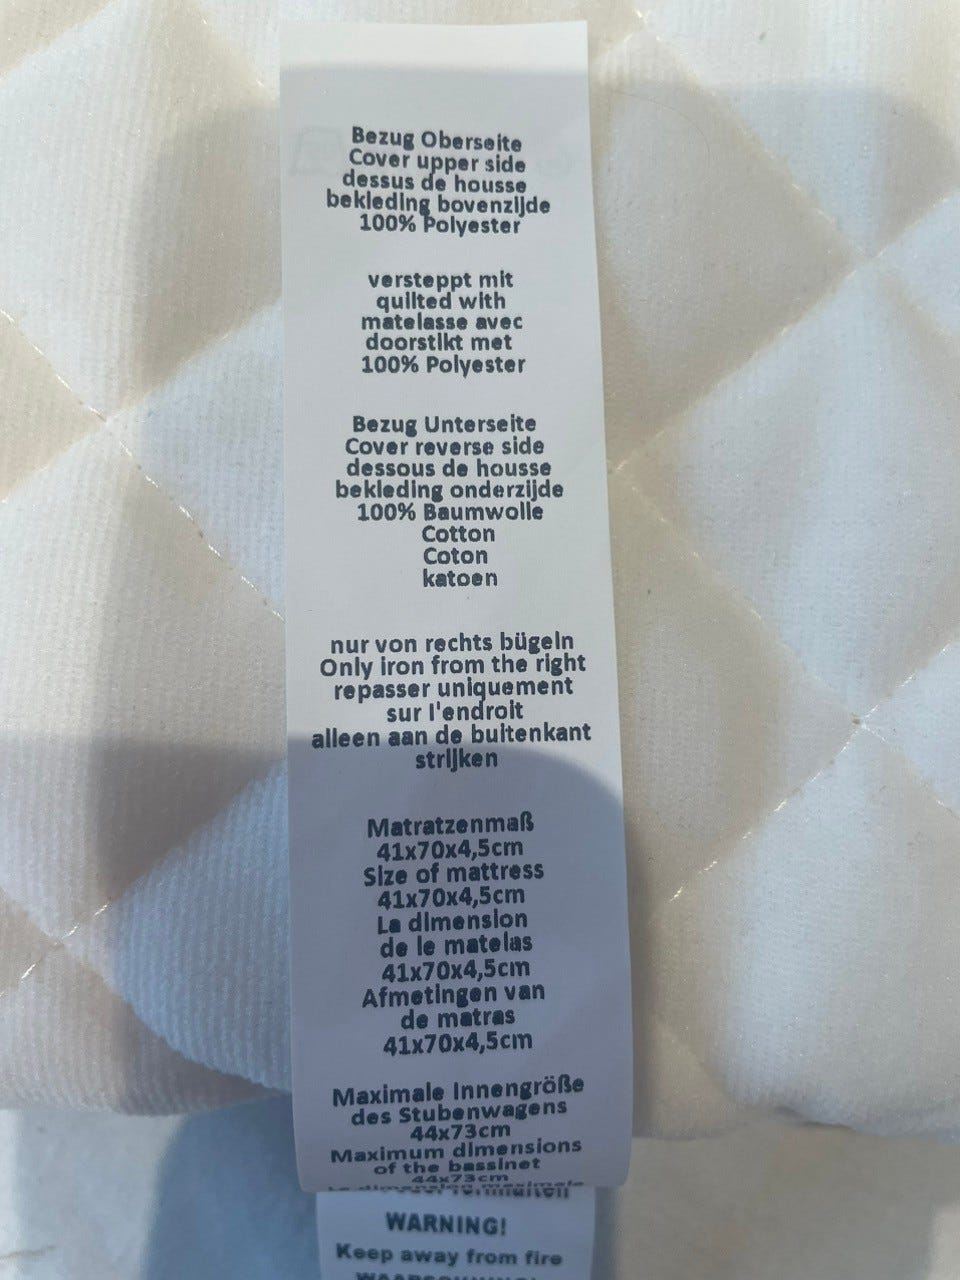 Bezug Oberseite
Cover upper side
dessus de housse
bekleding bovenzijde
100% Polyester
versteppt mit
quilted with
matelasse avec
doorstikt met
100% Polyester
Bezug Unterseite
Cover reverse side
dessous de housse
bekleding onderzijde
100% Baumwolle
Cotton
Coton
katoen
nur von rechts bügeln
Only iron from the right
repasser uniquement
sur l'endroit
alleen aan de buitenkant
strijken
Matratzenmaß
41x70x4,5cm
Size of mattress
41x70x4,5cm
La dimension
de le matelas
41x70x4,5cm
Afmetingen van
de matras
41x70x4,5cm
Maximale Innengröße
des Stubenwagens
44x73cm
Maximum dimensions
of the bassinet
44x73cm
La dimension maximale
WARNING!
Keep away from fire